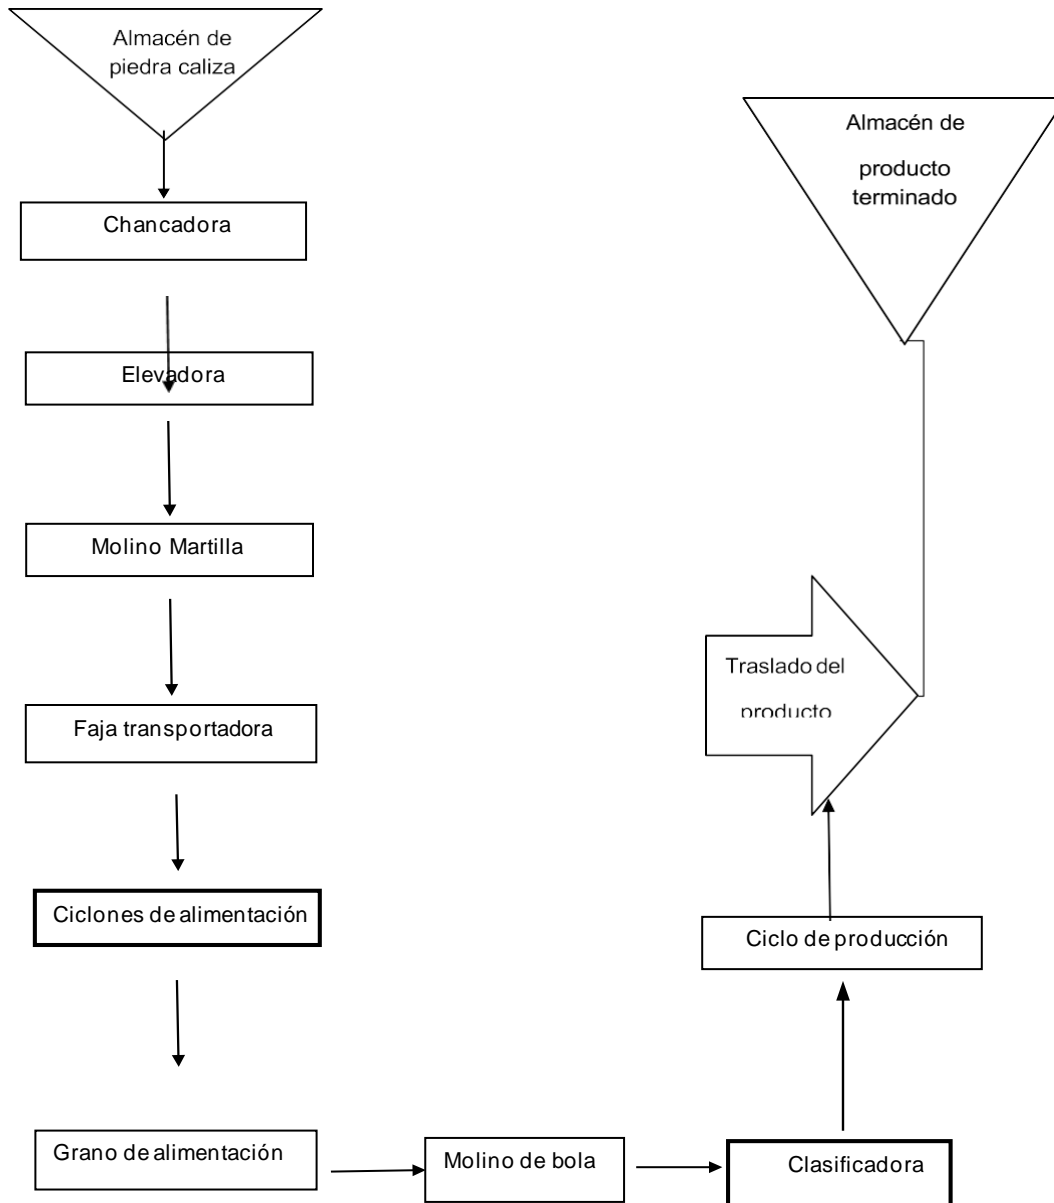 Almacén de
piedra caliza
Chancadora
Elevadora
Molino Martilla
Faja transportadora
Ciclones de alimentación
Grano de alimentación
Molino de bola
Clasificadora
Ciclo de producción
Traslado del
producto
Almacén de
producto
terminado